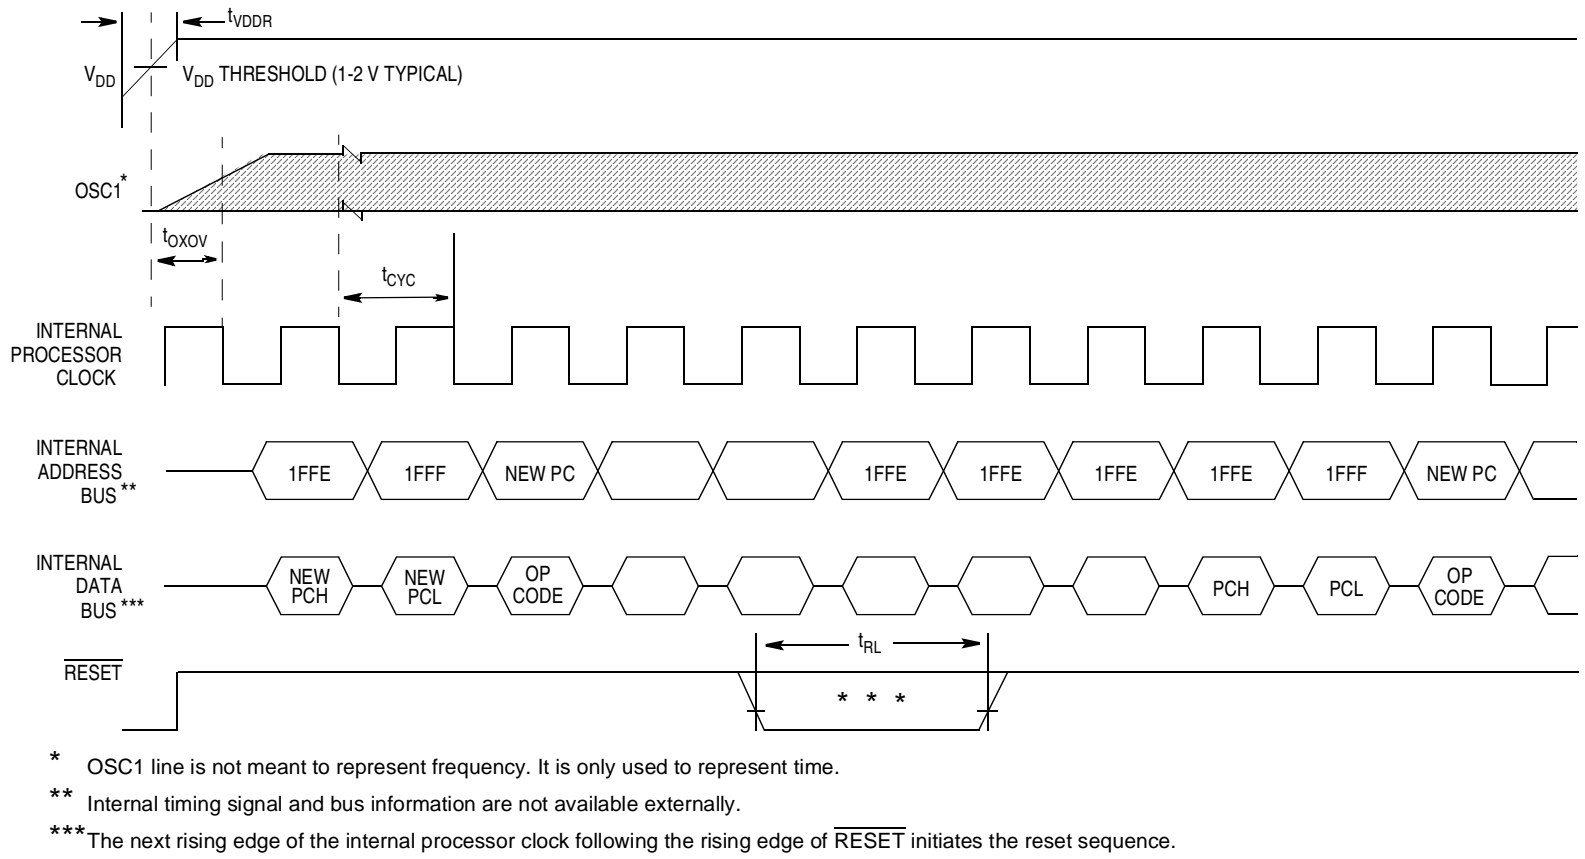 tVDDR
VDD
VDD THRESHOLD (1-2 V TYPICAL)
OSC1*
tOXOV
tCYC
INTERNAL
PROCESSOR
CLOCK
INTERNAL
ADDRESS
BUS **
1FFE
1FFF
NEW PC
1FFE
1FFE
1FFE
1FFE
1FFF
NEW PC
INTERNAL
DATA
BUS ***
NEW
PCH
NEW
PCL
OP
CODE
PCH
PCL
OP
CODE
tRL
RESET
* * *
* OSC1 line is not meant to represent frequency. It is only used to represent time.
** Internal timing signal and bus information are not available externally.
***The next rising edge of the internal processor clock following the rising edge of RESET initiates the reset sequence.